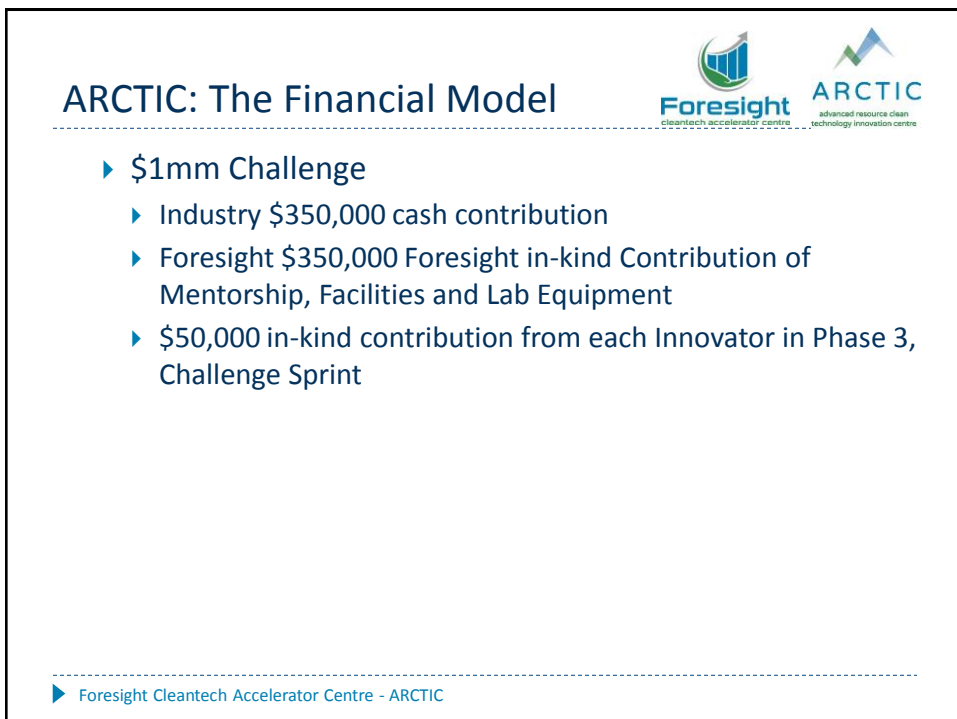 ARCTIC: The Financial Model
Foresight
cleantech accelerator centre
ARCTIC
advanced resource clean
technology innovation centre
$1mm Challenge
Industry $350,000 cash contribution
Foresight $350,000 Foresight in-kind Contribution of
Mentorship, Facilities and Lab Equipment
$50,000 in-kind contribution from each Innovator in Phase 3,
Challenge Sprint
Foresight Cleantech Accelerator Centre - ARCTIC